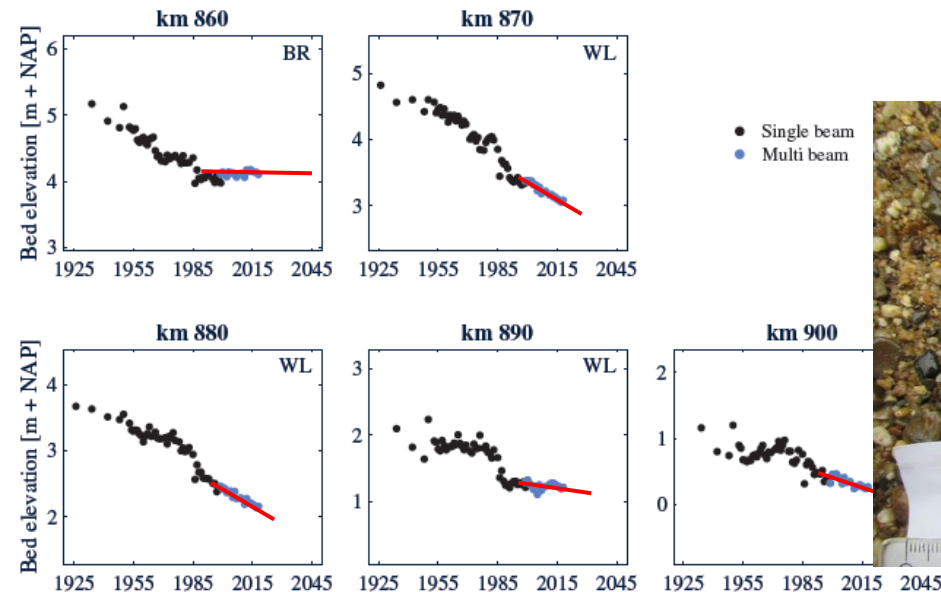 km 860
km 870
Bed elevation [m + NAP]
6
5
4
3
BR
1925 1955 1985 2015 2045
5
4
3
WL
1925 1955 1985 2015 2045
Single beam
Multi beam
km 880
km 890
km 900
Bed elevation [m + NAP]
4
3
2
WL
1925 1955 1985 2015 2045
3
2
1
WL
1925 1955 1985 2015 2045
2
1
0
1925 1955 1985 2015 2045